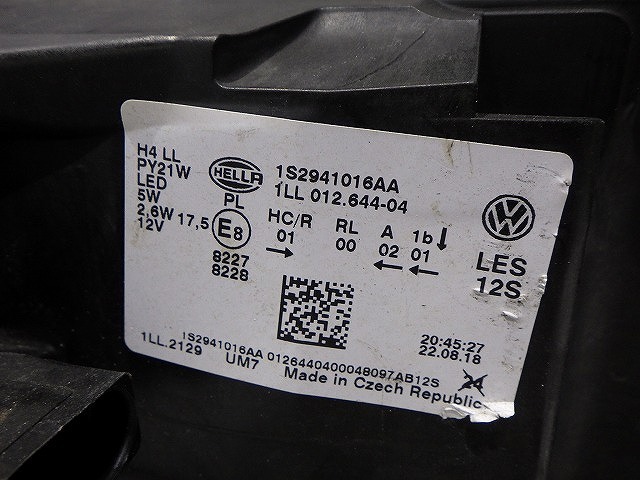 H4 LL
PY21W
LED
5W
2,6W
12V
HELLA
1S2941016AA
1LL 012.644-04
PL
17,5
E8
HC/R RL A 1b↓
01 00 02 01
→ ← ←
8227
8228
VW
LES
12S
20:45:27
22.08.18
1S2941016AA 0126440400048097AB12S
1LL.2129 UM7 Made in Czech Republic
24